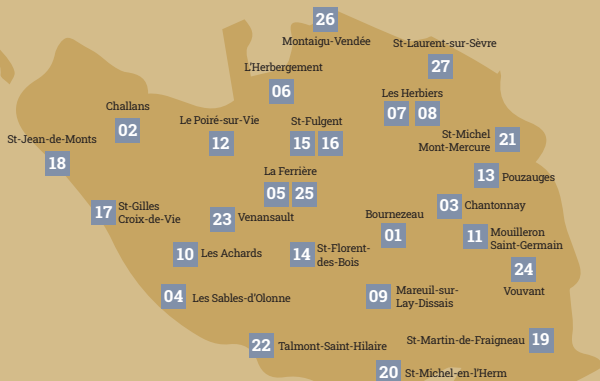 26
Montaigu-Vendée
St-Laurent-sur-Sèvre
27
L'Herbergement
06
Les Herbiers
07 08
Challans
02
Le Poiré-sur-Vie
12
St-Fulgent
15 16
St-Michel
Mont-Mercure
21
St-Jean-de-Monts
18
La Ferrière
05 25
13 Pouzauges
17
St-Gilles
Croix-de-Vie
23 Venansault
03 Chantonnay
Bournezeau
01
11
Mouilleron
Saint-Germain
10 Les Achards
14
St-Florent-
des-Bois
24
Vouvant
04 Les Sables-d'Olonne
09
Mareuil-sur-
Lay-Dissais
22 Talmont-Saint-Hilaire
St-Martin-de-Fraigneau 19
20 St-Michel-en-l'Herm